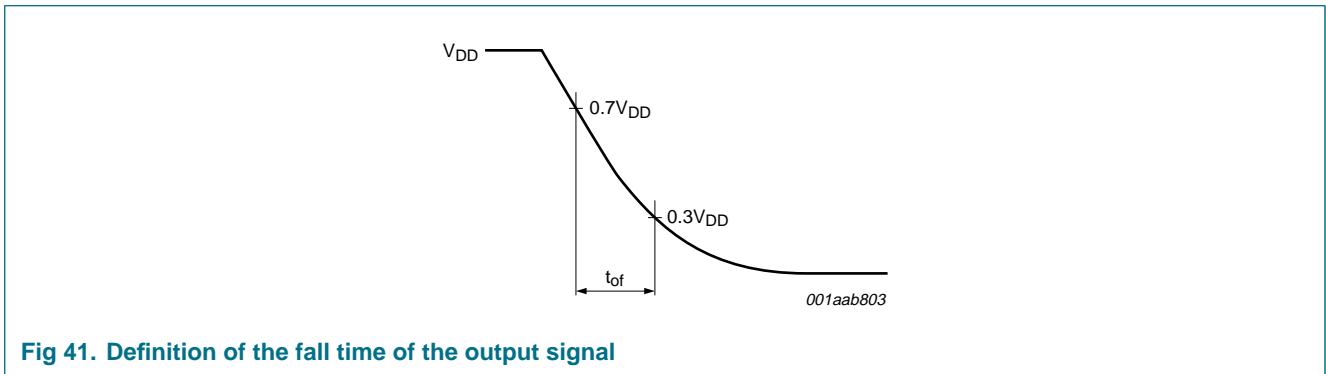 VDD
0.7VDD
0.3VDD
tof
001aab803
Fig 41. Definition of the fall time of the output signal